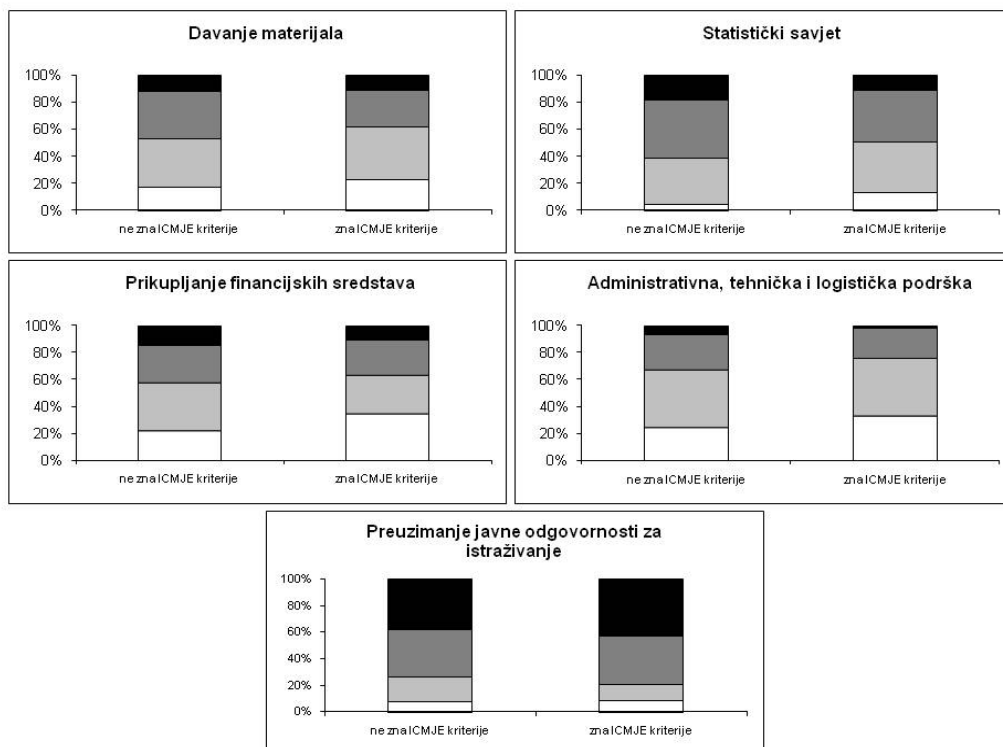 Davanje materijala
100%
80%
60%
40%
20%
0%
ne zna ICMJE kriterije
zna ICMJE kriterije
Statistički savjet
100%
80%
60%
40%
20%
0%
ne zna ICMJE kriterije
zna ICMJE kriterije
Prikupljanje financijskih sredstava
100%
80%
60%
40%
20%
0%
ne zna ICMJE kriterije
zna ICMJE kriterije
Administrativna, tehnička i logistička podrška
100%
80%
60%
40%
20%
0%
ne zna ICMJE kriterije
zna ICMJE kriterije
Preuzimanje javne odgovornosti za
istraživanje
100%
80%
60%
40%
20%
0%
ne zna ICMJE kriterije
zna ICMJE kriterije